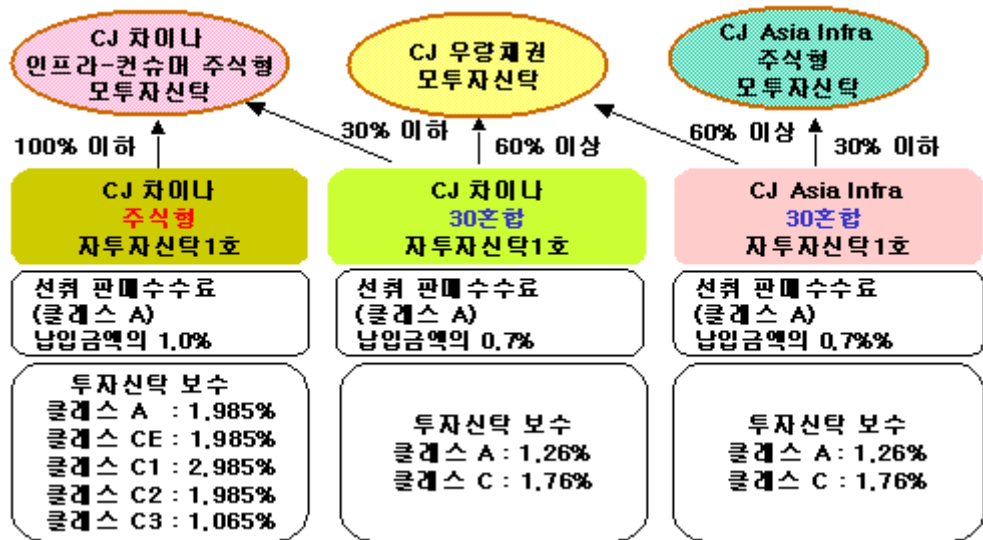 CJ 차이나
인프라-컨슈머 주식형
모투자신탁
CJ 우량채권
모투자신탁
CJ Asia Infra
주식형
모투자신탁
100% 이하
30% 이하
60% 이상
60% 이상
30% 이하
CJ 차이나
주식형
자투자신탁1호
CJ 차이나
30혼합
자투자신탁1호
CJ Asia Infra
30혼합
자투자신탁1호
선취 판매수수료
(클래스 A)
납입금액의 1.0%
선취 판매수수료
(클래스 A)
납입금액의 0.7%
선취 판매수수료
(클래스 A)
납입금액의 0.7%%
투자신탁 보수
클래스 A : 1.985%
클래스 CE : 1.985%
클래스 C1 : 2.985%
클래스 C2 : 1.985%
클래스 C3 : 1.065%
투자신탁 보수
클래스 A : 1.26%
클래스 C : 1.76%
투자신탁 보수
클래스 A : 1.26%
클래스 C : 1.76%